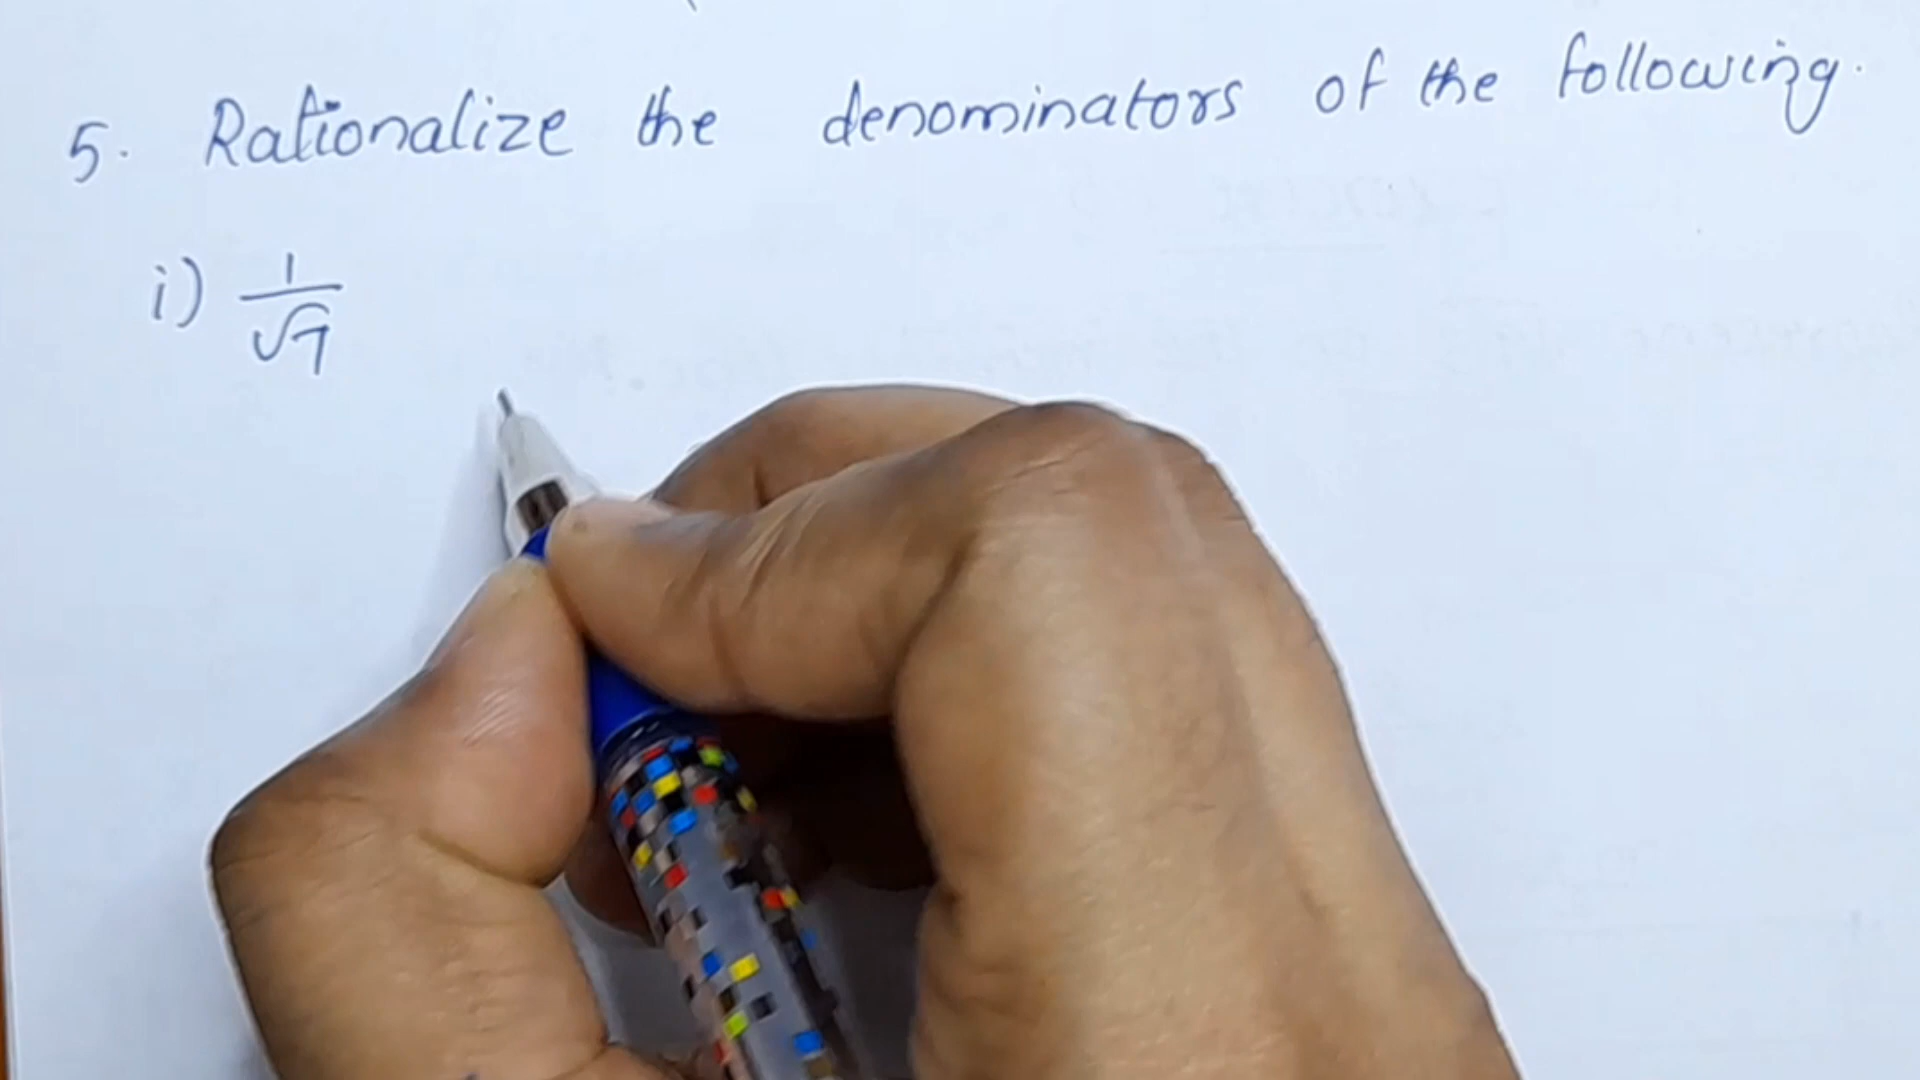 5. Rationalize the denominators of the following.
i) 1/√7